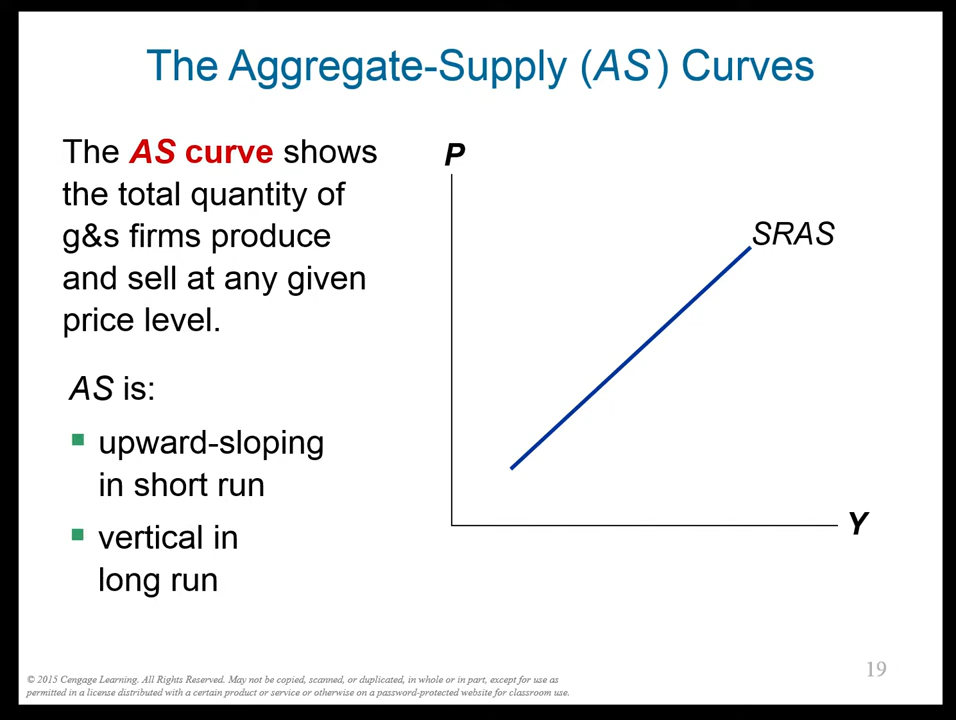 The Aggregate-Supply (AS) Curves
The AS curve shows
the total quantity of
g&s firms produce
and sell at any given
price level.
AS is:
upward-sloping
in short run
vertical in
long run
P
SRAS
Y
© 2015 Cengage Learning. All Rights Reserved. May not be copied, scanned, or duplicated, in whole or in part, except for use as
permitted in a license distributed with a certain product or service or otherwise on a password-protected website for classroom use.
19